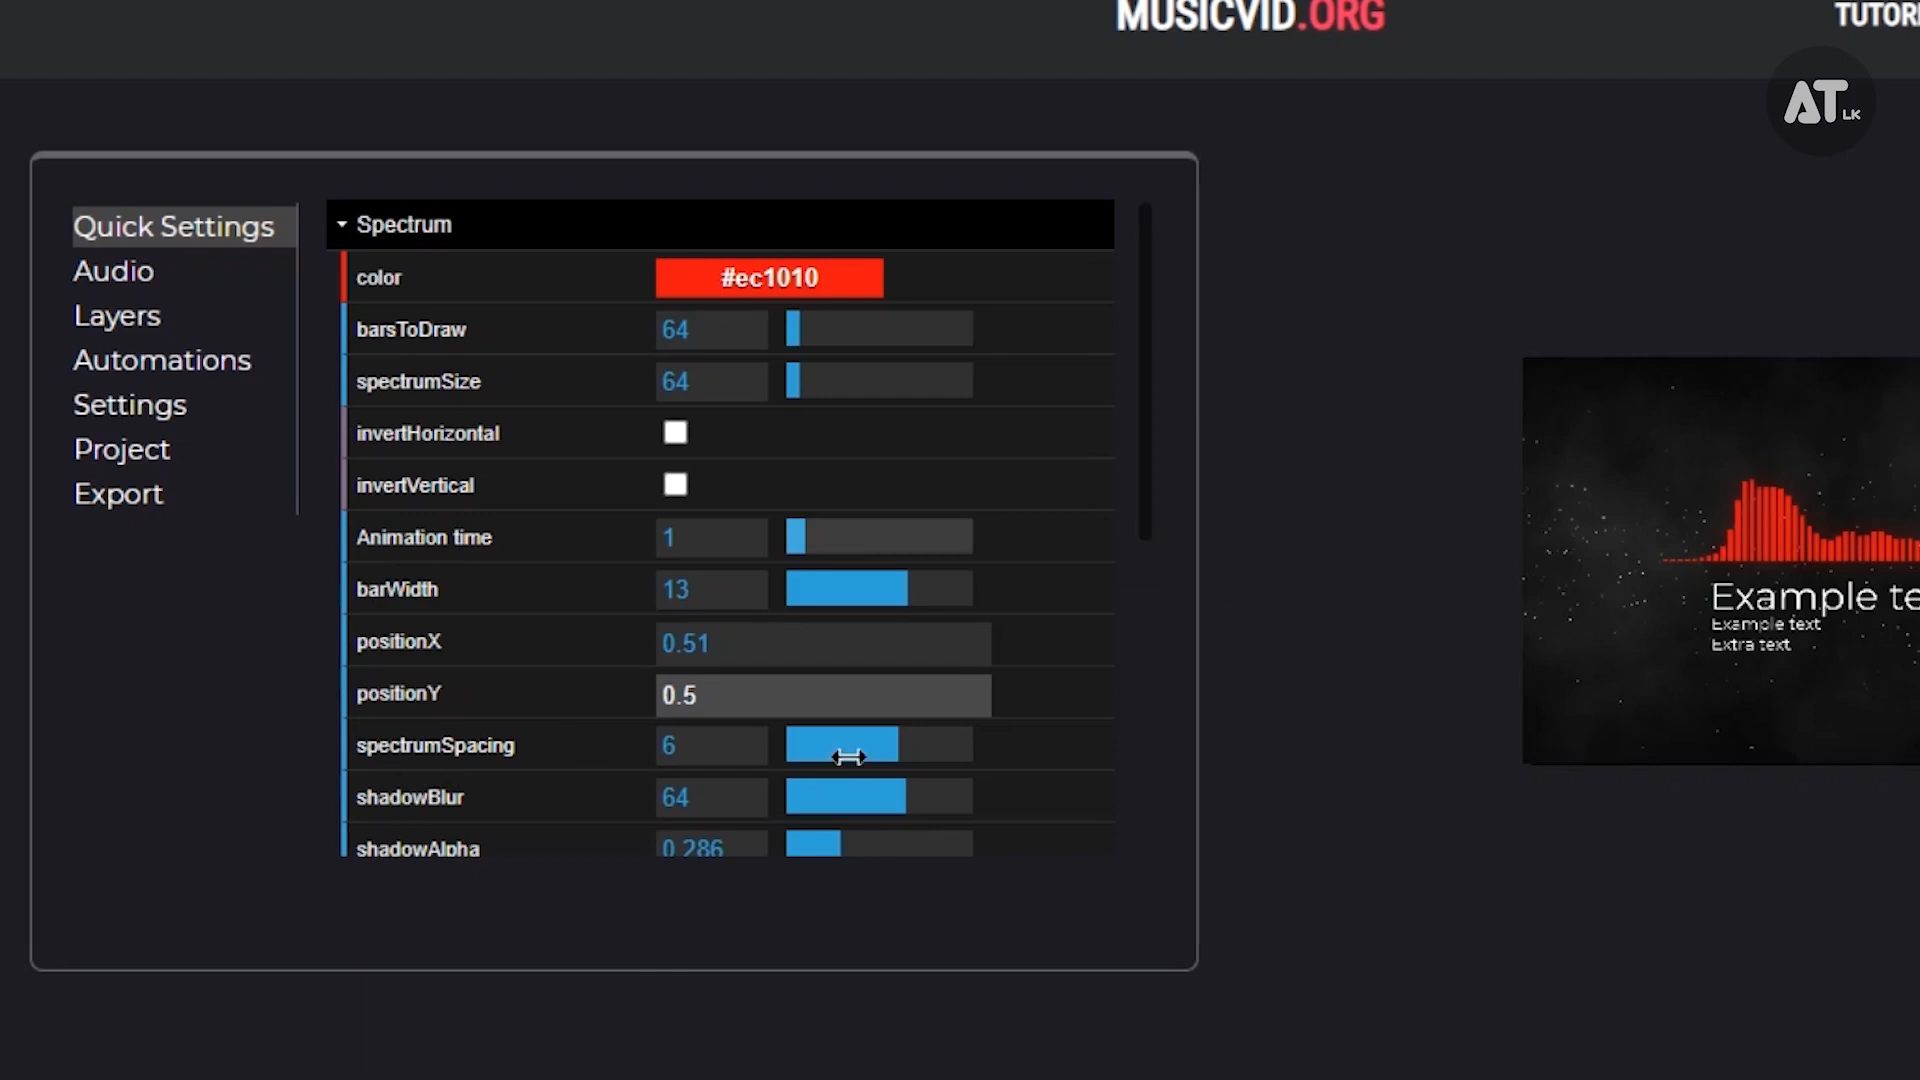 MUSICVID.ORG
TUTORI
AT LK
Quick Settings
Audio
Layers
Automations
Settings
Project
Export
Spectrum
color #ec1010
barsToDraw 64
spectrumSize 64
invertHorizontal
invertVertical
Animation time 1
barWidth 13
positionX 0.51
positionY 0.5
spectrumSpacing 6
shadowBlur 64
shadowAlpha 0.286
Example te
Example text
Extra text